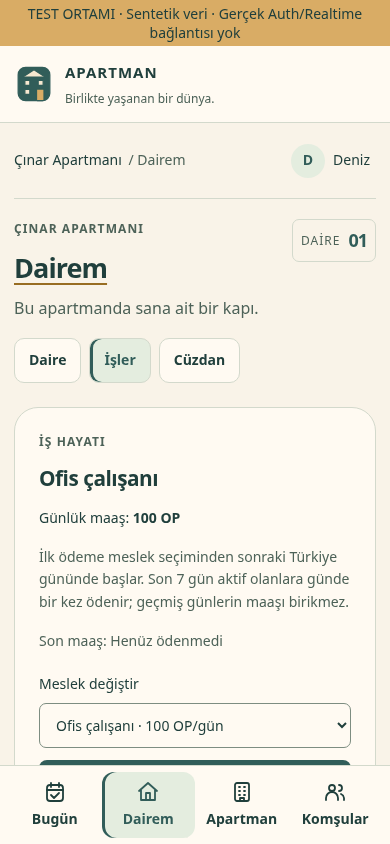 TEST ORTAMI · Sentetik veri · Gerçek Auth/Realtime
bağlantısı yok
APARTMAN
Birlikte yaşanan bir dünya.
Çınar Apartmanı / Dairem
D Deniz
ÇINAR APARTMANI
DAİRE 01
Dairem
Bu apartmanda sana ait bir kapı.
Daire İşler Cüzdan
İŞ HAYATI
Ofis çalışanı
Günlük maaş: 100 OP
İlk ödeme meslek seçiminden sonraki Türkiye
gününde başlar. Son 7 gün aktif olanlara günde
bir kez ödenir; geçmiş günlerin maaşı birikmez.
Son maaş: Henüz ödenmedi
Meslek değiştir
Ofis çalışanı · 100 OP/gün
Bugün Dairem Apartman Komşular